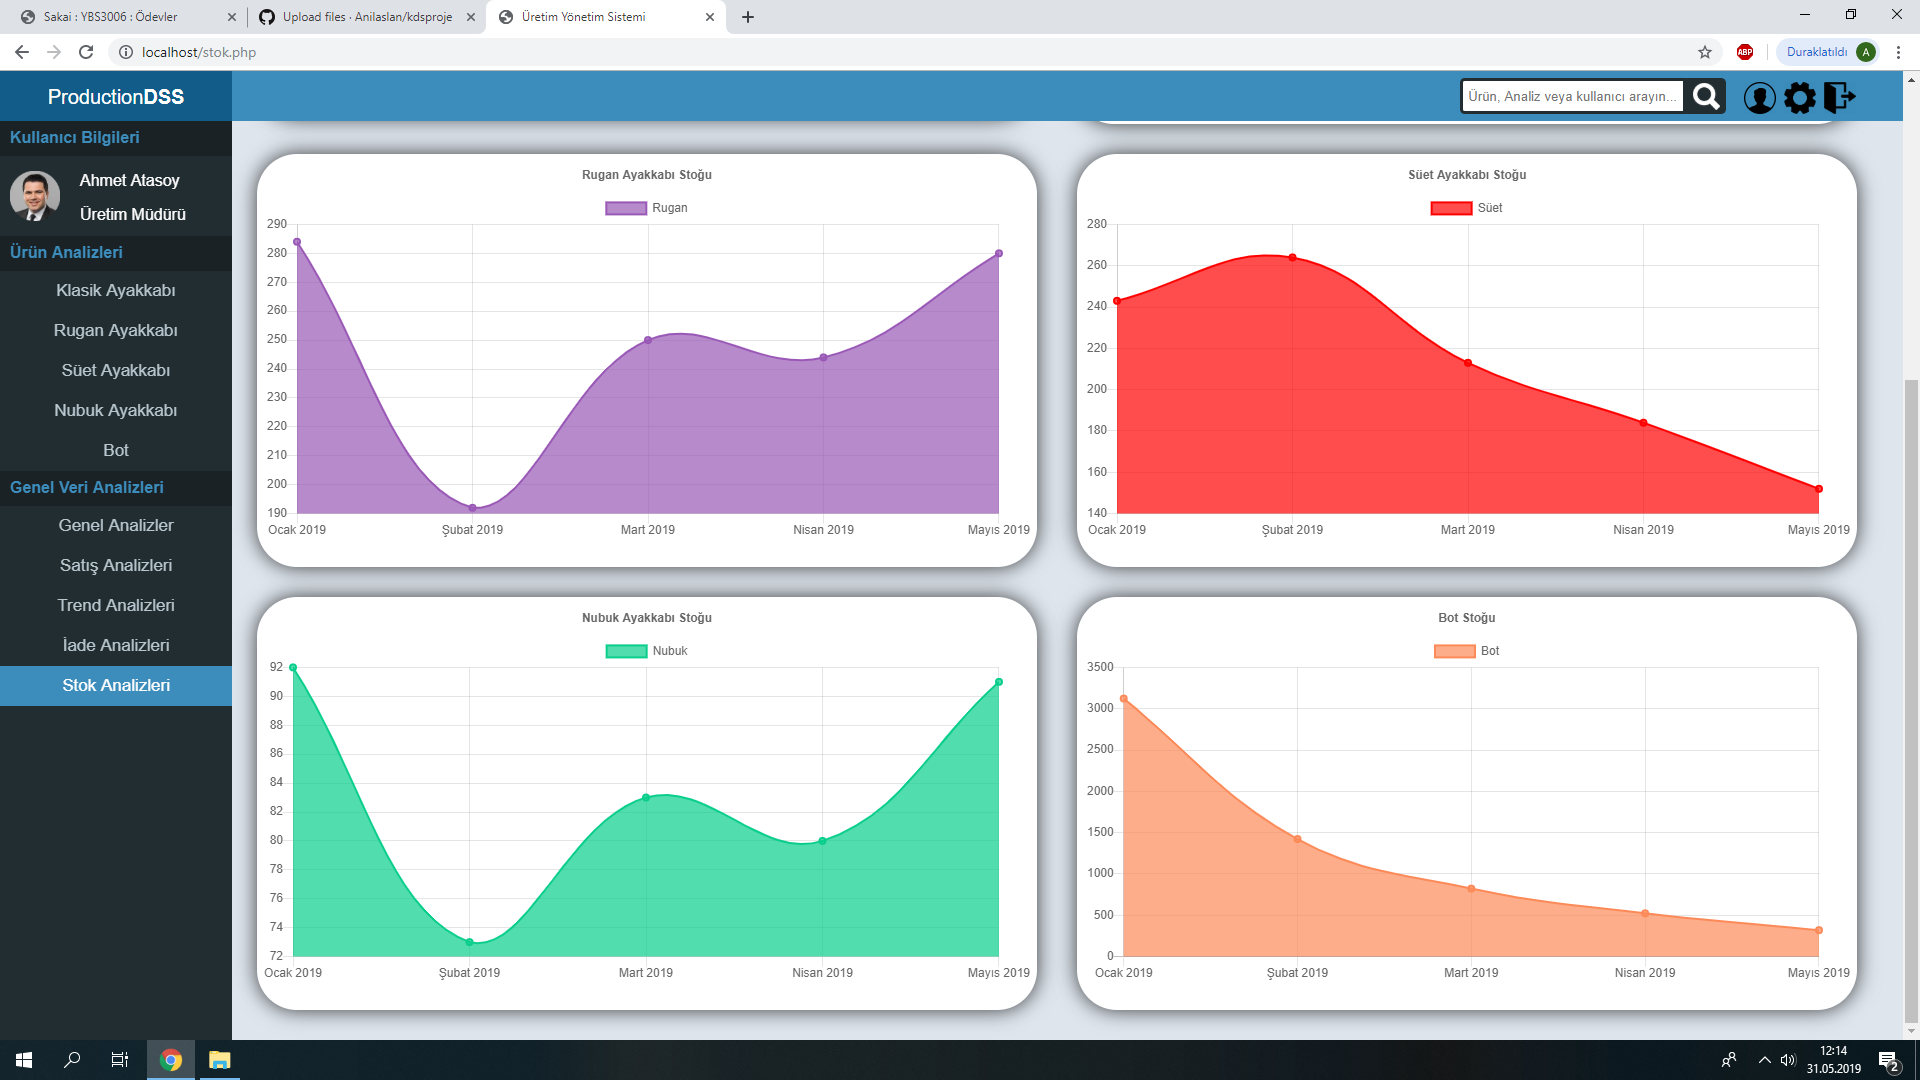 Sakai : YBS3006 : Ödevler
Upload files · Anilaslan/kdsproje
Üretim Yönetim Sistemi
localhost/stok.php
ABP
Duraklatıldı
A
ProductionDSS
Ürün, Analiz veya kullanıcı arayın...
Kullanıcı Bilgileri
Ahmet Atasoy
Üretim Müdürü
Ürün Analizleri
Klasik Ayakkabı
Rugan Ayakkabı
Süet Ayakkabı
Nubuk Ayakkabı
Bot
Genel Veri Analizleri
Genel Analizler
Satış Analizleri
Trend Analizleri
İade Analizleri
Stok Analizleri
Rugan Ayakkabı Stoğu
Rugan
290
280
270
260
250
240
230
220
210
200
190
Ocak 2019 Şubat 2019 Mart 2019 Nisan 2019 Mayıs 2019
Süet Ayakkabı Stoğu
Süet
280
260
240
220
200
180
160
140
Ocak 2019 Şubat 2019 Mart 2019 Nisan 2019 Mayıs 2019
Nubuk Ayakkabı Stoğu
Nubuk
92
90
88
86
84
82
80
78
76
74
72
Ocak 2019 Şubat 2019 Mart 2019 Nisan 2019 Mayıs 2019
Bot Stoğu
Bot
3500
3000
2500
2000
1500
1000
500
0
Ocak 2019 Şubat 2019 Mart 2019 Nisan 2019 Mayıs 2019
12:14
31.05.2019
2